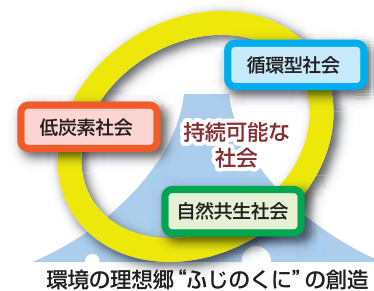 循環型社会
低炭素社会
持続可能な
社会
自然共生社会
環境の理想郷“ふじのくに”の創造